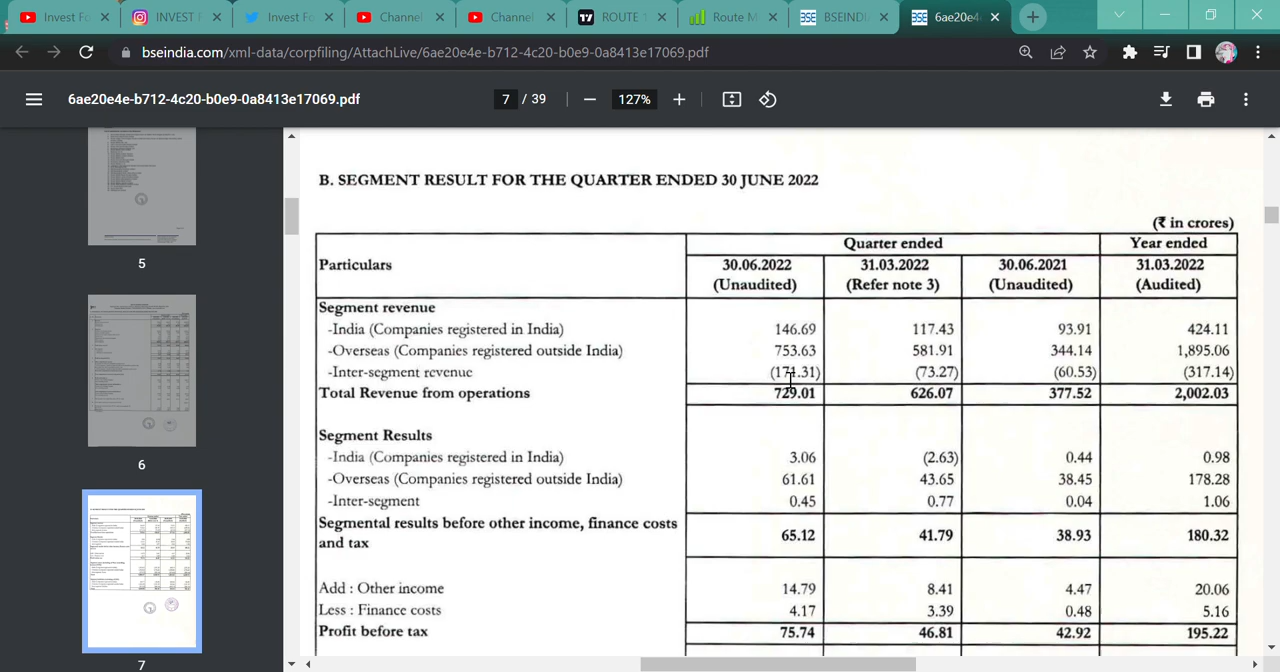 Invest Fo
INVEST F
Invest Fo
Channel
Channel
ROUTE 1
Route M
BSEINDI
6ae20e4
bseindia.com/xml-data/corpfiling/AttachLive/6ae20e4e-b712-4c20-b0e9-0a8413e17069.pdf
6ae20e4e-b712-4c20-b0e9-0a8413e17069.pdf
7 / 39
127%
5
6
7
B. SEGMENT RESULT FOR THE QUARTER ENDED 30 JUNE 2022
(₹ in crores)
Particulars Quarter ended Year ended
30.06.2022 31.03.2022 30.06.2021 31.03.2022
(Unaudited) (Refer note 3) (Unaudited) (Audited)
Segment revenue
-India (Companies registered in India) 146.69 117.43 93.91 424.11
-Overseas (Companies registered outside India) 753.63 581.91 344.14 1,895.06
-Inter-segment revenue (171.31) (73.27) (60.53) (317.14)
Total Revenue from operations 729.01 626.07 377.52 2,002.03
Segment Results
-India (Companies registered in India) 3.06 (2.63) 0.44 0.98
-Overseas (Companies registered outside India) 61.61 43.65 38.45 178.28
-Inter-segment 0.45 0.77 0.04 1.06
Segmental results before other income, finance costs
and tax 65.12 41.79 38.93 180.32
Add : Other income 14.79 8.41 4.47 20.06
Less : Finance costs 4.17 3.39 0.48 5.16
Profit before tax 75.74 46.81 42.92 195.22